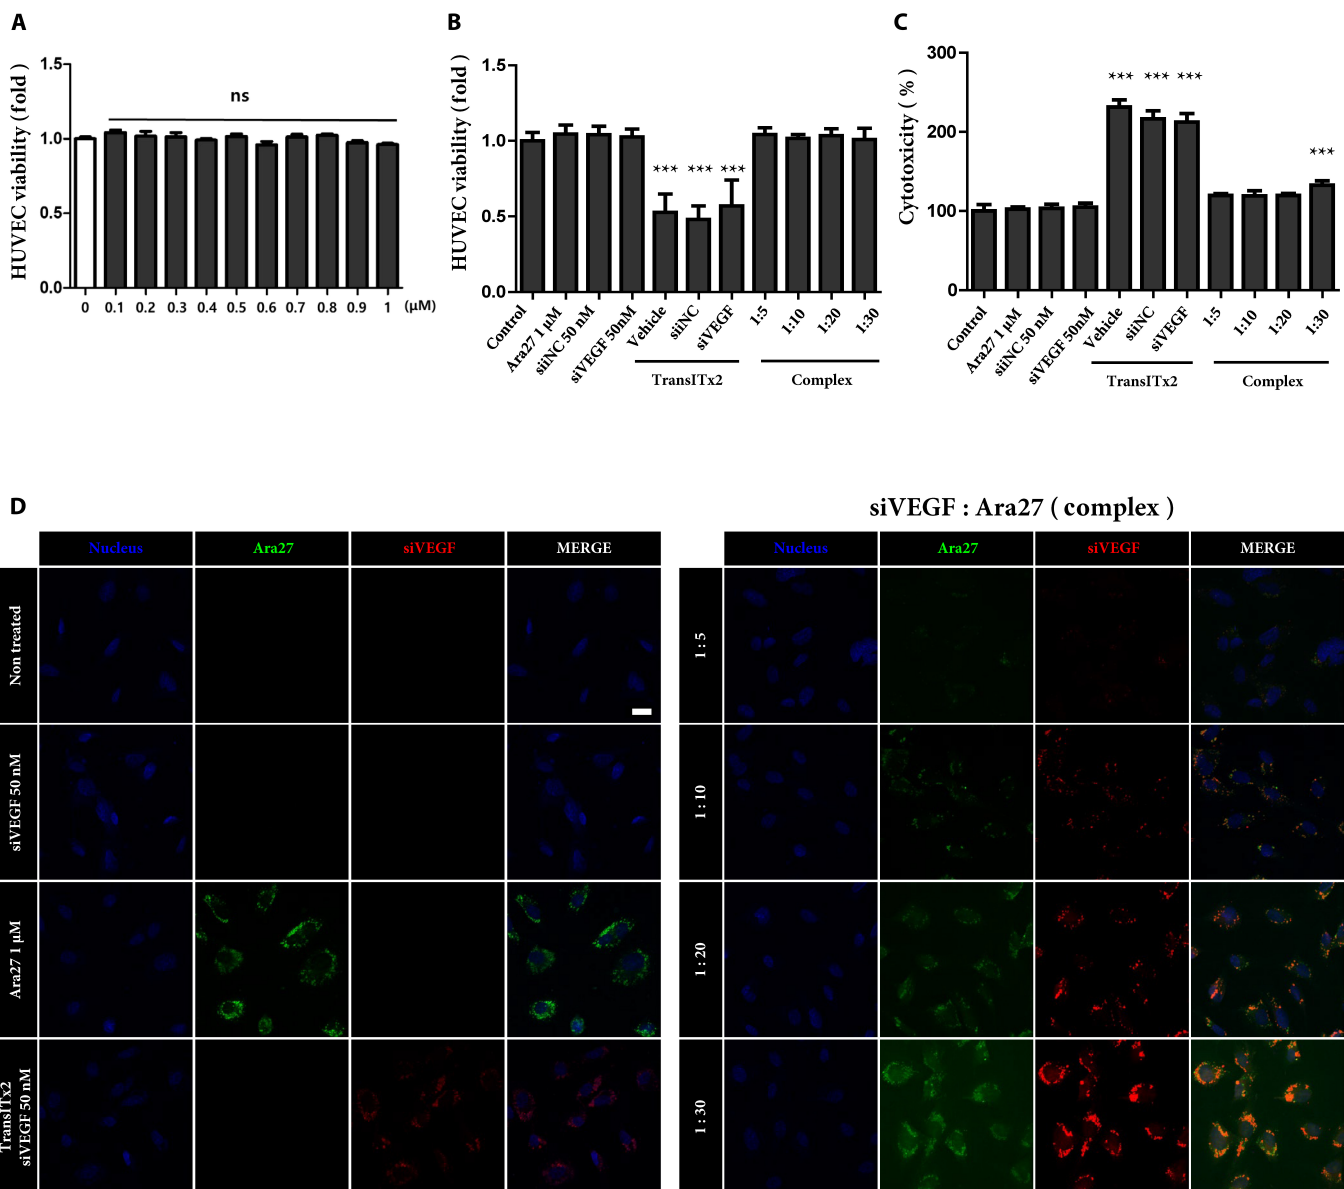 A
HUVEC viability ( fold )
1.5
1.0
0.5
0.0
ns
0 0.1 0.2 0.3 0.4 0.5 0.6 0.7 0.8 0.9 1 (μM)
B
HUVEC viability ( fold )
1.5
1.0
0.5
0.0
*** *** ***
Control
Ara27 1 μM
siiNC 50 nM
siVEGF 50nM
Vehicle
siiNC
siVEGF
1:5
1:10
1:20
1:30
TransITx2
Complex
C
Cytotoxicity ( % )
300
200
100
0
*** *** ***
***
Control
Ara27 1 μM
siiNC 50 nM
siVEGF 50nM
Vehicle
siiNC
siVEGF
1:5
1:10
1:20
1:30
TransITx2
Complex
D
Nucleus Ara27 siVEGF MERGE
Non treated
siVEGF 50 nM
Ara27 1 μM
TransITx2
siVEGF 50 nM
siVEGF : Ara27 ( complex )
Nucleus Ara27 siVEGF MERGE
1 : 5
1 : 10
1 : 20
1 : 30